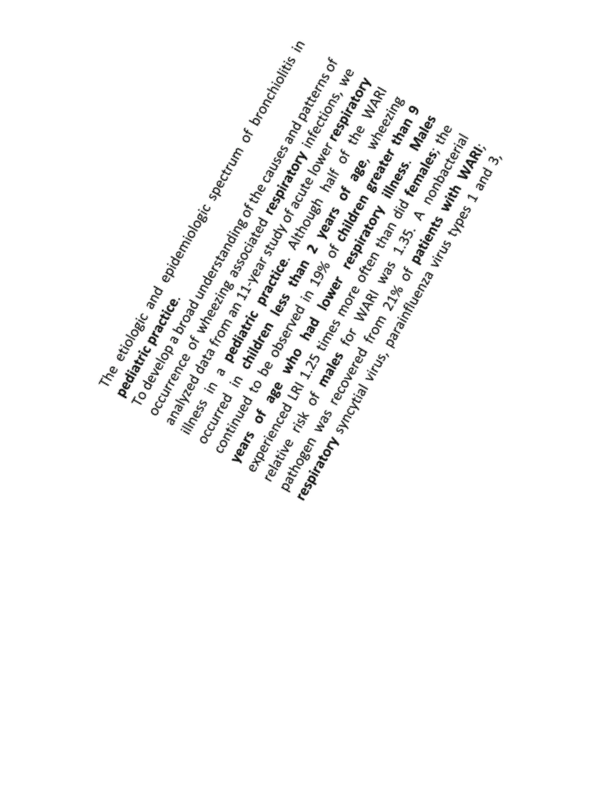 The etiologic and epidemiologic spectrum of bronchiolitis in
pediatric practice.
To develop a broad understanding of the causes and patterns of
occurrence of wheezing associated respiratory infections, we
analyzed data from an 11-year study of acute lower respiratory
illness in a pediatric practice. Although half of the WARI
occurred in children less than 2 years of age, wheezing
continued to be observed in 19% of children greater than 9
years of age who had lower respiratory illness. Males
experienced LRI 1.25 times more often than did females; the
relative risk of males for WARI was 1.35. A nonbacterial
pathogen was recovered from 21% of patients with WARI;
respiratory syncytial virus, parainfluenza virus types 1 and 3,